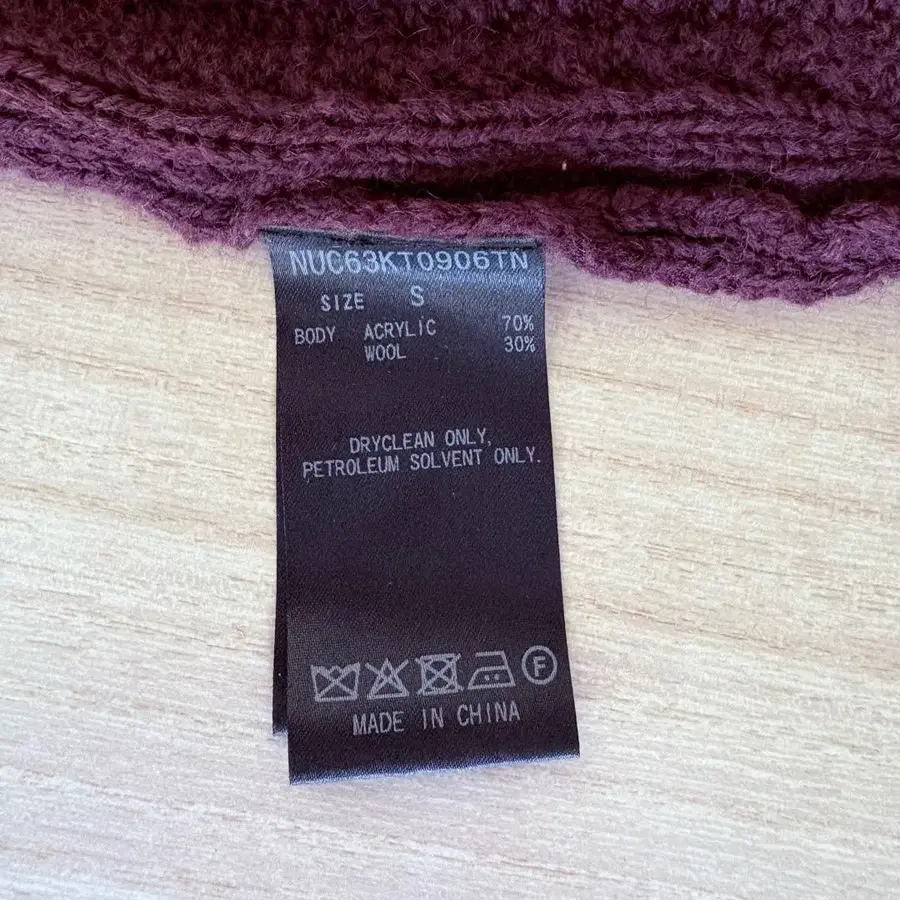 NUC63KT0906TN
SIZE S
BODY ACRYLIC 70%
WOOL 30%
DRYCLEAN ONLY,
PETROLEUM SOLVENT ONLY.
F
MADE IN CHINA